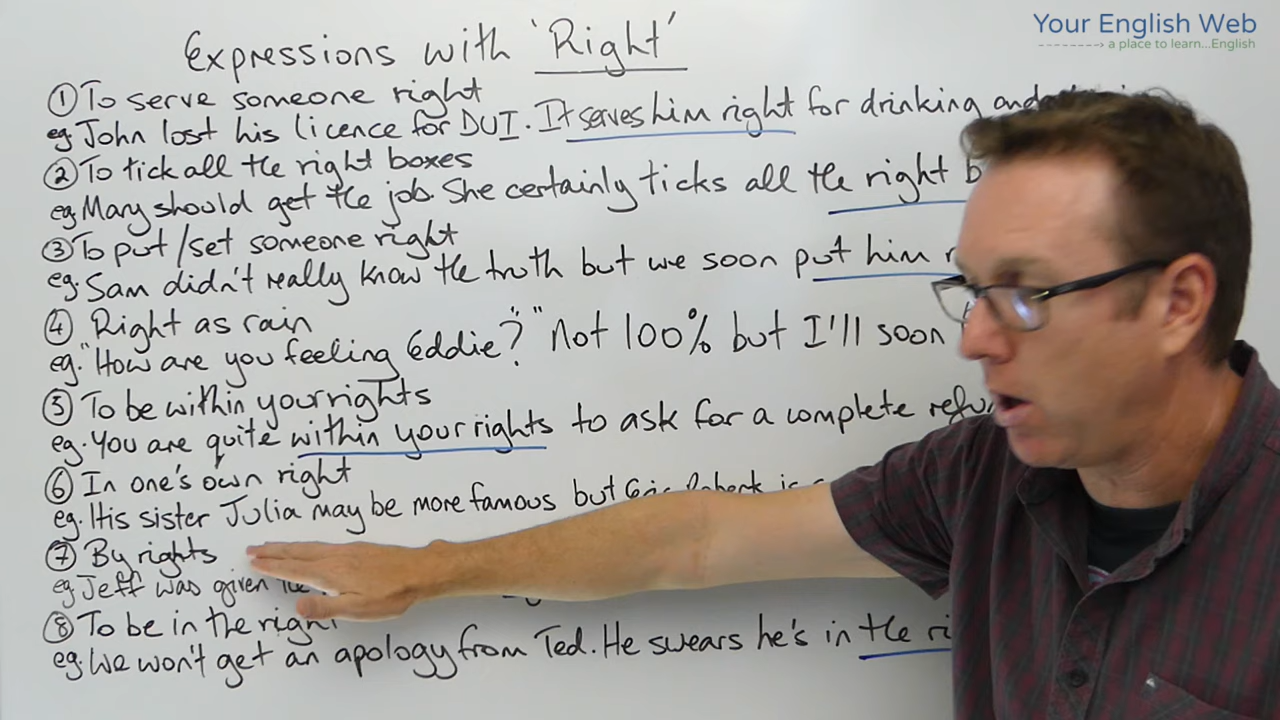 Your English Web
a place to learn...English
Expressions with 'Right'
① To serve someone right
eg John lost his licence for DUI. It serves him right for drinking
② To tick all the right boxes
eg Mary should get the job. She certainly ticks all the right
③ To put/set someone right
eg. Sam didn't really know the truth but we soon put him
④ Right as rain
eg. "How are you feeling Eddie?" "Not 100% but I'll soon
⑤ To be within your rights
eg. You are quite within your rights to ask for a complete
⑥ In one's own right
eg. His sister Julia may be more famous but
⑦ By rights
eg Jeff was given
⑧ To be in the right
eg. We won't get an apology from Ted. He swears he's in the